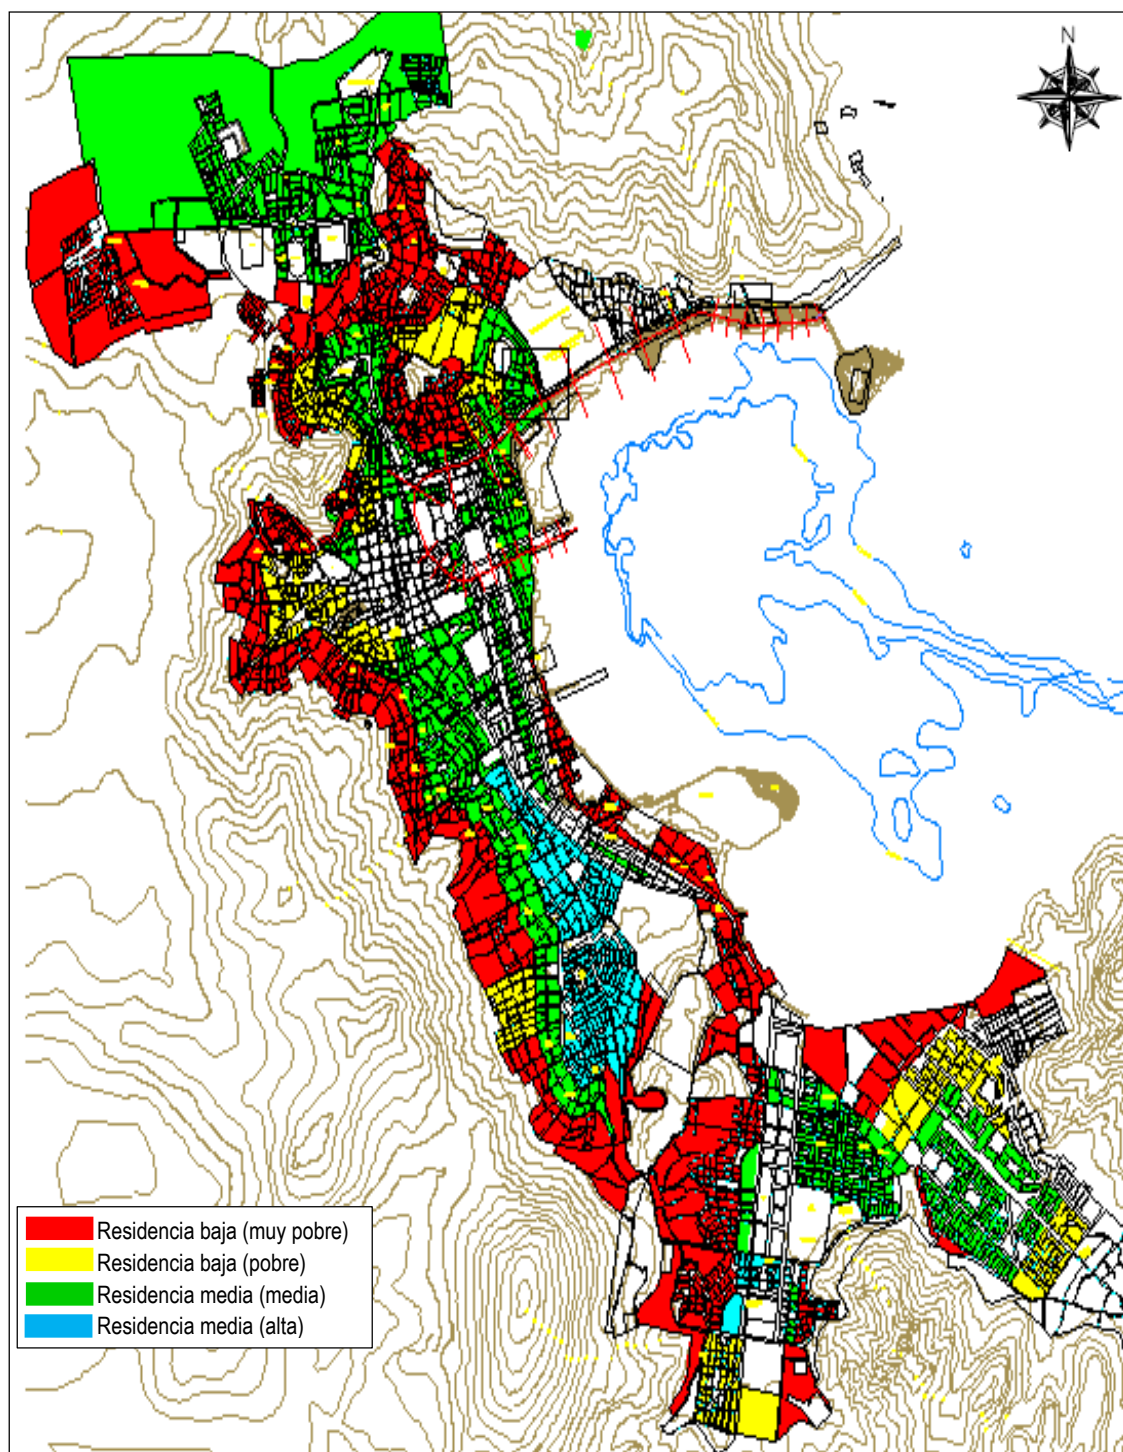 N
Residencia baja (muy pobre)
Residencia baja (pobre)
Residencia media (media)
Residencia media (alta)